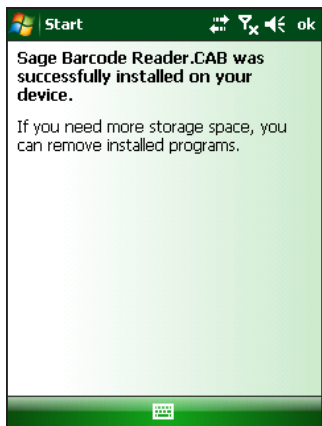 Start ok
Sage Barcode Reader.CAB was
successfully installed on your
device.
If you need more storage space, you
can remove installed programs.